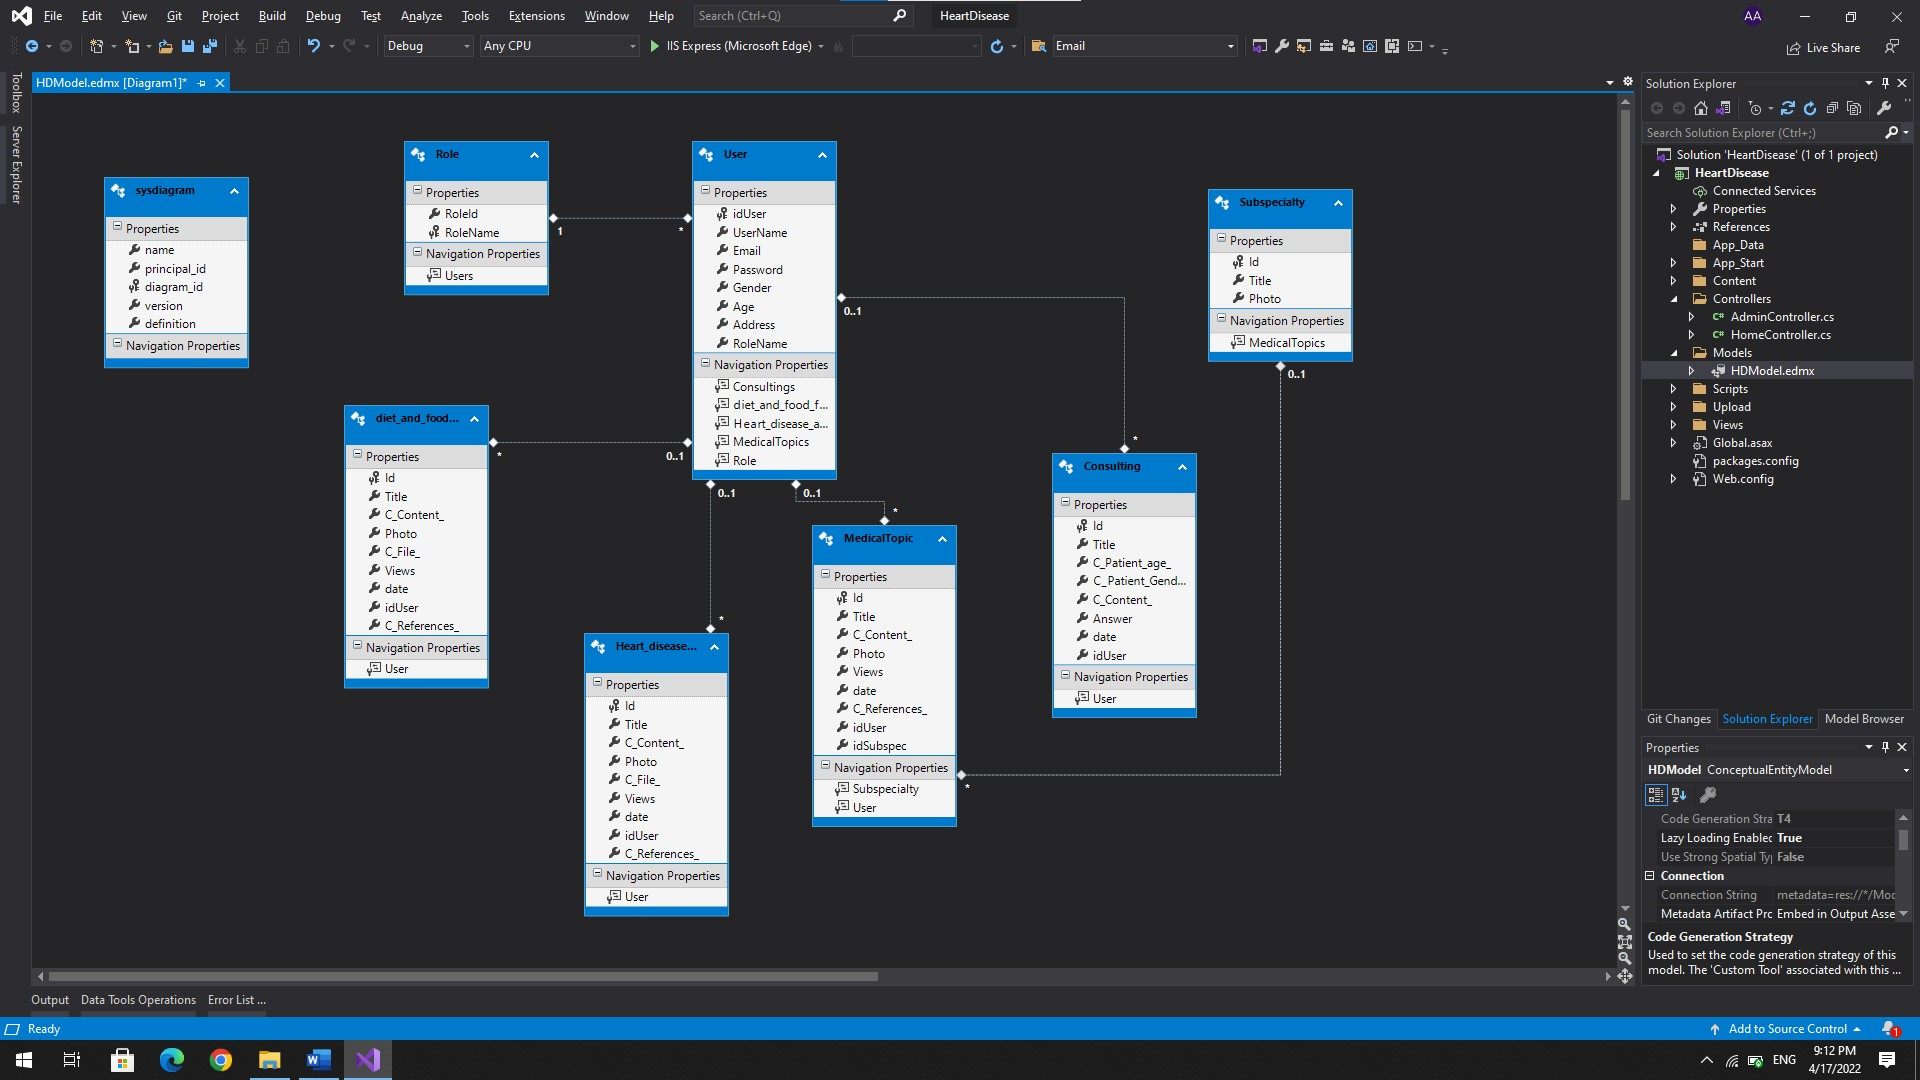 File Edit View Git Project Build Debug Test Analyze Tools Extensions Window Help Search (Ctrl+Q) HeartDisease AA
Debug Any CPU IIS Express (Microsoft Edge) Email Live Share
Toolbox
Server Explorer
HDModel.edmx [Diagram1]*
sysdiagram
Properties
name
principal_id
diagram_id
version
definition
Navigation Properties
Role
Properties
RoleId
RoleName
Navigation Properties
Users
1
*
User
Properties
idUser
UserName
Email
Password
Gender
Age
Address
RoleName
Navigation Properties
Consultings
diet_and_food_f...
Heart_disease_a...
MedicalTopics
Role
0..1
*
Subspecialty
Properties
Id
Title
Photo
Navigation Properties
MedicalTopics
0..1
*
diet_and_food...
Properties
Id
Title
C_Content_
Photo
C_File_
Views
date
idUser
C_References_
Navigation Properties
User
*
0..1
0..1
*
Heart_disease...
Properties
Id
Title
C_Content_
Photo
C_File_
Views
date
idUser
C_References_
Navigation Properties
User
0..1
*
MedicalTopic
Properties
Id
Title
C_Content_
Photo
Views
date
C_References_
idUser
idSubspec
Navigation Properties
Subspecialty
User
Consulting
Properties
Id
Title
C_Patient_age_
C_Patient_Gend...
C_Content_
Answer
date
idUser
Navigation Properties
User
Solution Explorer
Search Solution Explorer (Ctrl+;)
Solution 'HeartDisease' (1 of 1 project)
HeartDisease
Connected Services
Properties
References
App_Data
App_Start
Content
Controllers
C# AdminController.cs
C# HomeController.cs
Models
HDModel.edmx
Scripts
Upload
Views
Global.asax
packages.config
Web.config
Git Changes Solution Explorer Model Browser
Properties
HDModel ConceptualEntityModel
Code Generation Stra T4
Lazy Loading Enabled True
Use Strong Spatial Ty False
Connection
Connection String metadata=res://*/Moc
Metadata Artifact Prc Embed in Output Asse
Code Generation Strategy
Used to set the code generation strategy of this
model. The 'Custom Tool' associated with this ...
Output Data Tools Operations Error List ...
Ready Add to Source Control 1
ENG
9:12 PM
4/17/2022